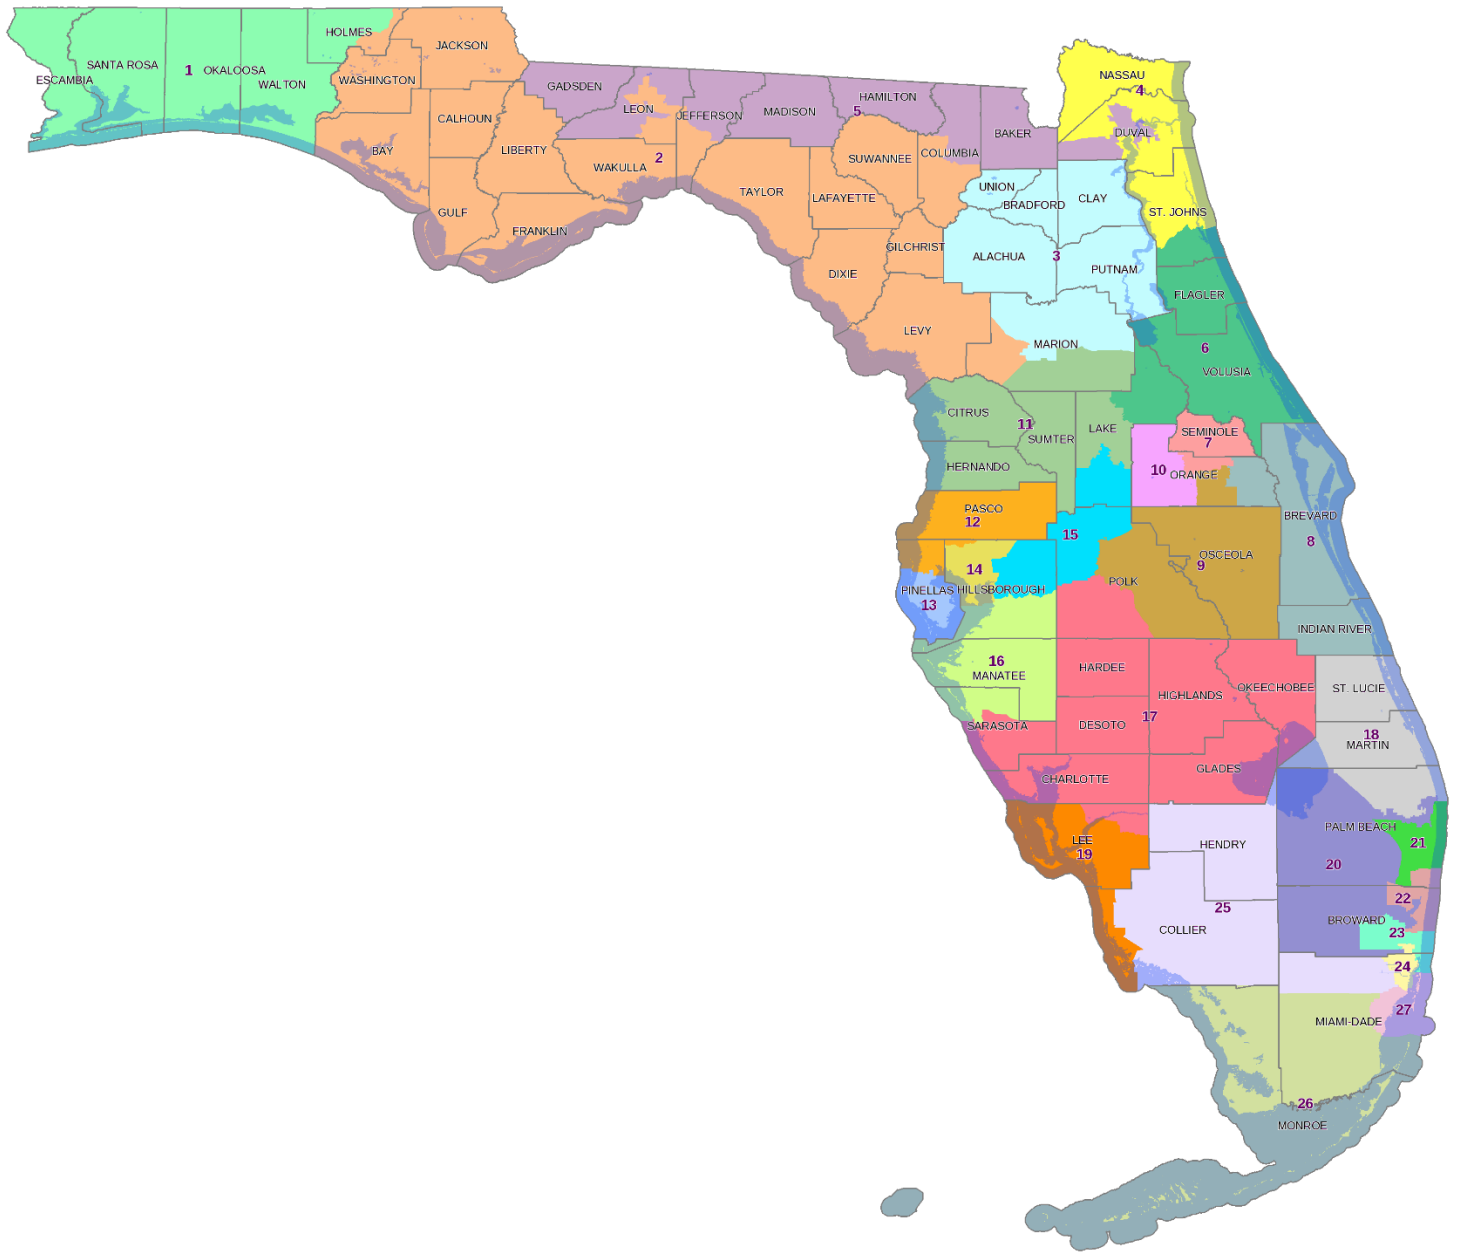 HOLMES
JACKSON
SANTA ROSA
1
OKALOOSA
ESCAMBIA
WALTON
WASHINGTON
NASSAU
4
GADSDEN
HAMILTON
5
LEON
JEFFERSON
MADISON
CALHOUN
BAKER
DUVAL
BAY
LIBERTY
2
WAKULLA
SUWANNEE
COLUMBIA
UNION
TAYLOR
LAFAYETTE
BRADFORD
CLAY
GULF
ST. JOHNS
FRANKLIN
GILCHRIST
ALACHUA
3
DIXIE
PUTNAM
FLAGLER
LEVY
MARION
6
VOLUSIA
CITRUS
11
SUMTER
LAKE
SEMINOLE
7
HERNANDO
10
ORANGE
PASCO
12
BREVARD
15
8
OSCEOLA
9
14
POLK
PINELLAS
HILLSBOROUGH
13
INDIAN RIVER
16
MANATEE
HARDEE
HIGHLANDS
OKEECHOBEE
ST. LUCIE
17
SARASOTA
DESOTO
18
MARTIN
GLADES
CHARLOTTE
PALM BEACH
LEE
19
HENDRY
21
20
22
25
BROWARD
COLLIER
23
24
27
MIAMI-DADE
26
MONROE